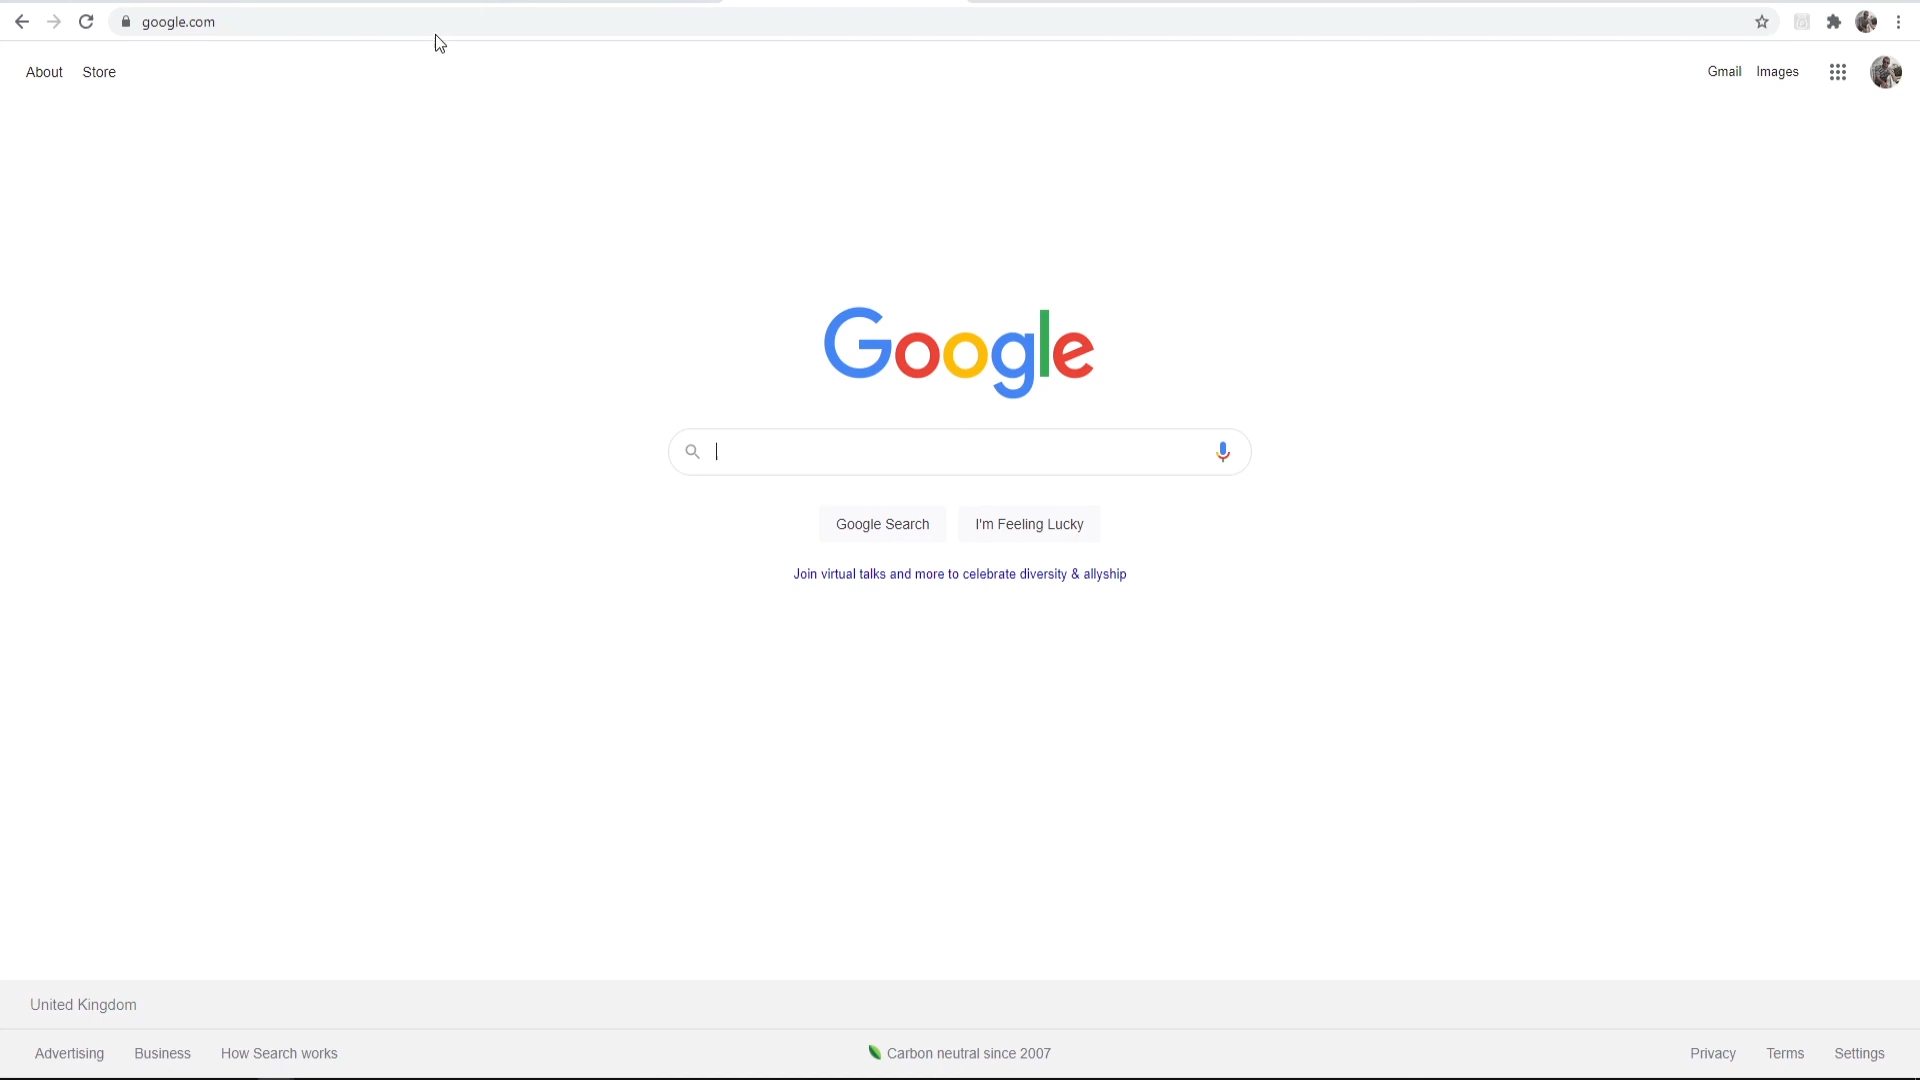 google.com
About Store
Gmail Images
Google
Google Search I'm Feeling Lucky
Join virtual talks and more to celebrate diversity & allyship
United Kingdom
Advertising Business How Search works
Carbon neutral since 2007
Privacy Terms Settings